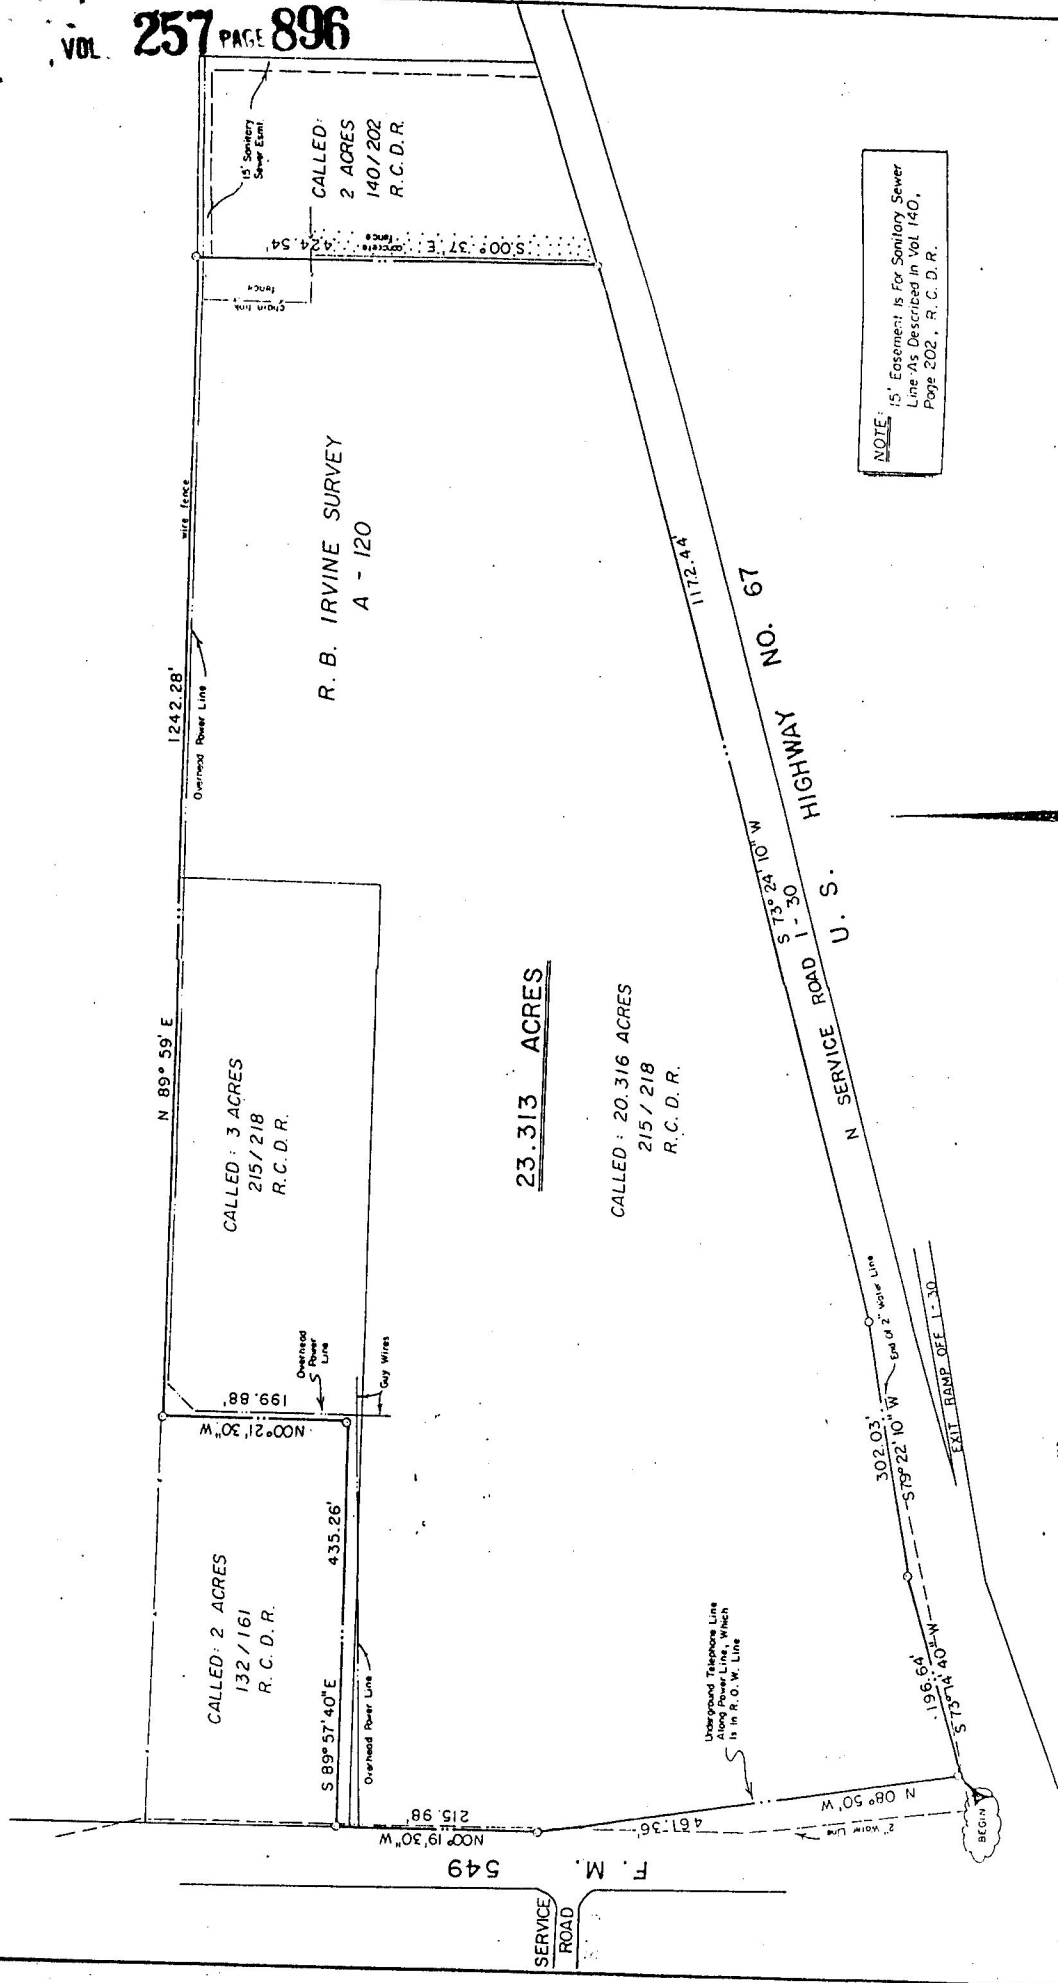 VOL. 257 PAGE 896
15' Sanitary
Sewer Esmt.
CALLED:
2 ACRES
140/202
R.C.D.R.
S.00° 37' E
424.54'
concrete
fence
chain link
fence
NOTE:
15' Easement Is For Sanitary Sewer
Line As Described In Vol. 140,
Page 202, R.C.D.R.
wire fence
R. B. IRVINE SURVEY
A - 120
1172.44'
U. S. HIGHWAY NO. 67
1242.28'
Overhead Power Line
S 73° 24' 10" W
N SERVICE ROAD I-30
N 89° 59' E
CALLED: 3 ACRES
215/218
R.C.D.R.
23.313 ACRES
CALLED: 20.316 ACRES
215/218
R.C.D.R.
Overhead
Power
Line
Guy Wires
199.88'
N00°21'30"W
End Of 2" Water Line
302.03'
S79°22'10"W
EXIT RAMP OFF I-30
435.26'
S 89°57'40"E
CALLED: 2 ACRES
132/161
R.C.D.R.
Overhead Power Line
Underground Telephone Line
Along Power Line, Which
Is In R.O.W. Line
196.64'
S 73°14'40"W
215.98'
N00°19'30"W
461.36'
N 08°50'W
2" Water Line
BEGIN
F. M. 549
SERVICE
ROAD